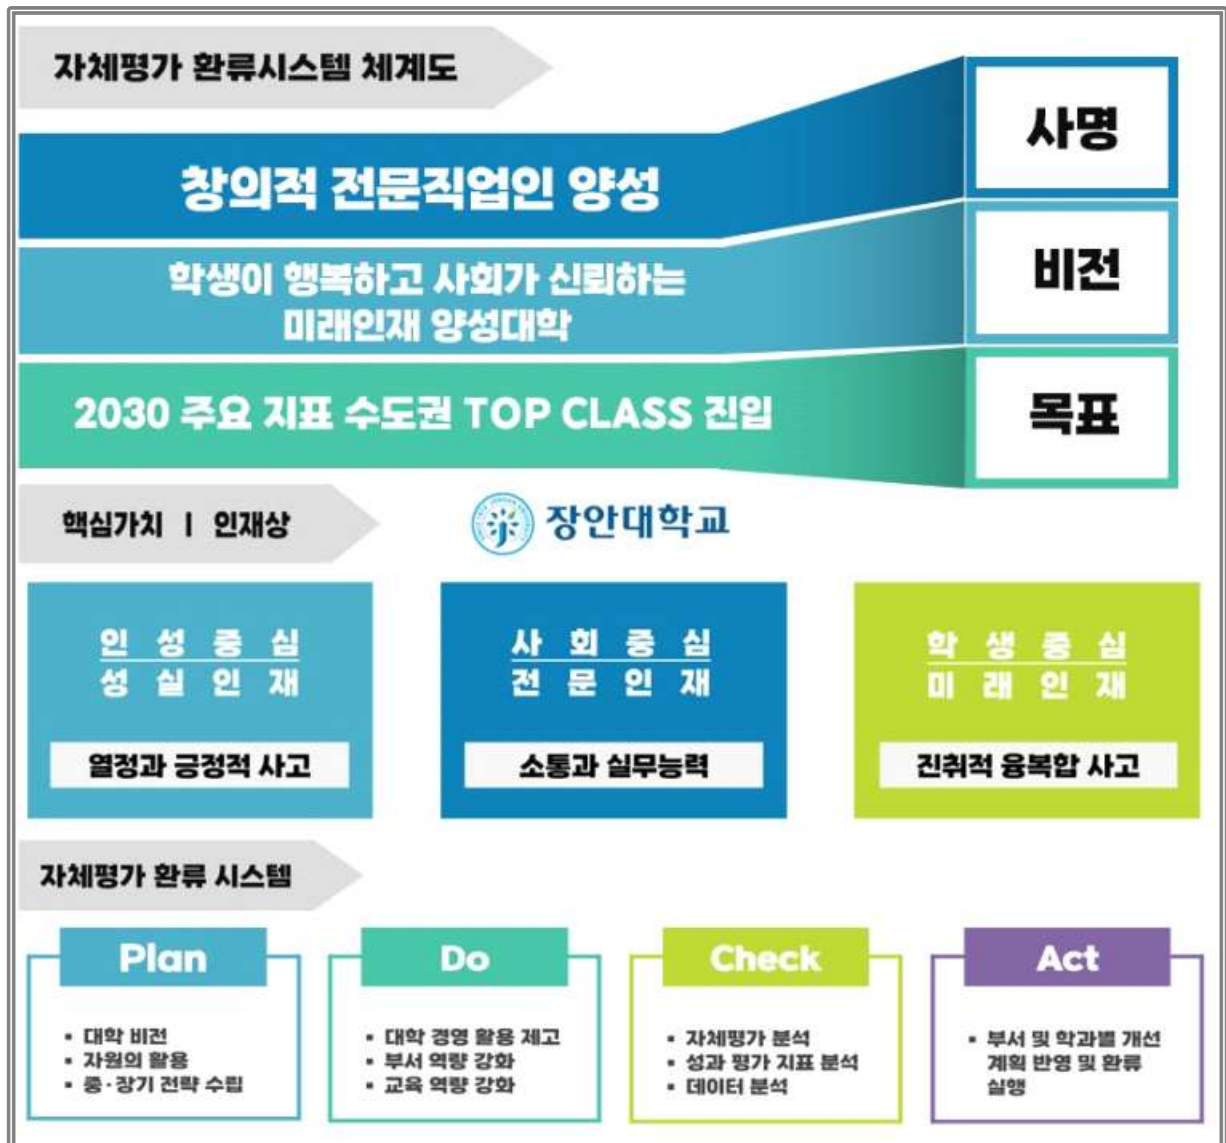 자체평가 환류시스템 체계도
창의적 전문직업인 양성
사명
학생이 행복하고 사회가 신뢰하는
미래인재 양성대학
비전
2030 주요 지표 수도권 TOP CLASS 진입
목표
핵심가치 | 인재상
장안대학교
인 성 중 심
성 실 인 재
열정과 긍정적 사고
사 회 중 심
전 문 인 재
소통과 실무능력
학 생 중 심
미 래 인 재
진취적 융복합 사고
자체평가 환류 시스템
Plan
▪ 대학 비전
▪ 자원의 활용
▪ 중·장기 전략 수립
Do
▪ 대학 경영 활용 제고
▪ 부서 역량 강화
▪ 교육 역량 강화
Check
▪ 자체평가 분석
▪ 성과 평가 지표 분석
▪ 데이터 분석
Act
▪ 부서 및 학과별 개선
계획 반영 및 환류
실행